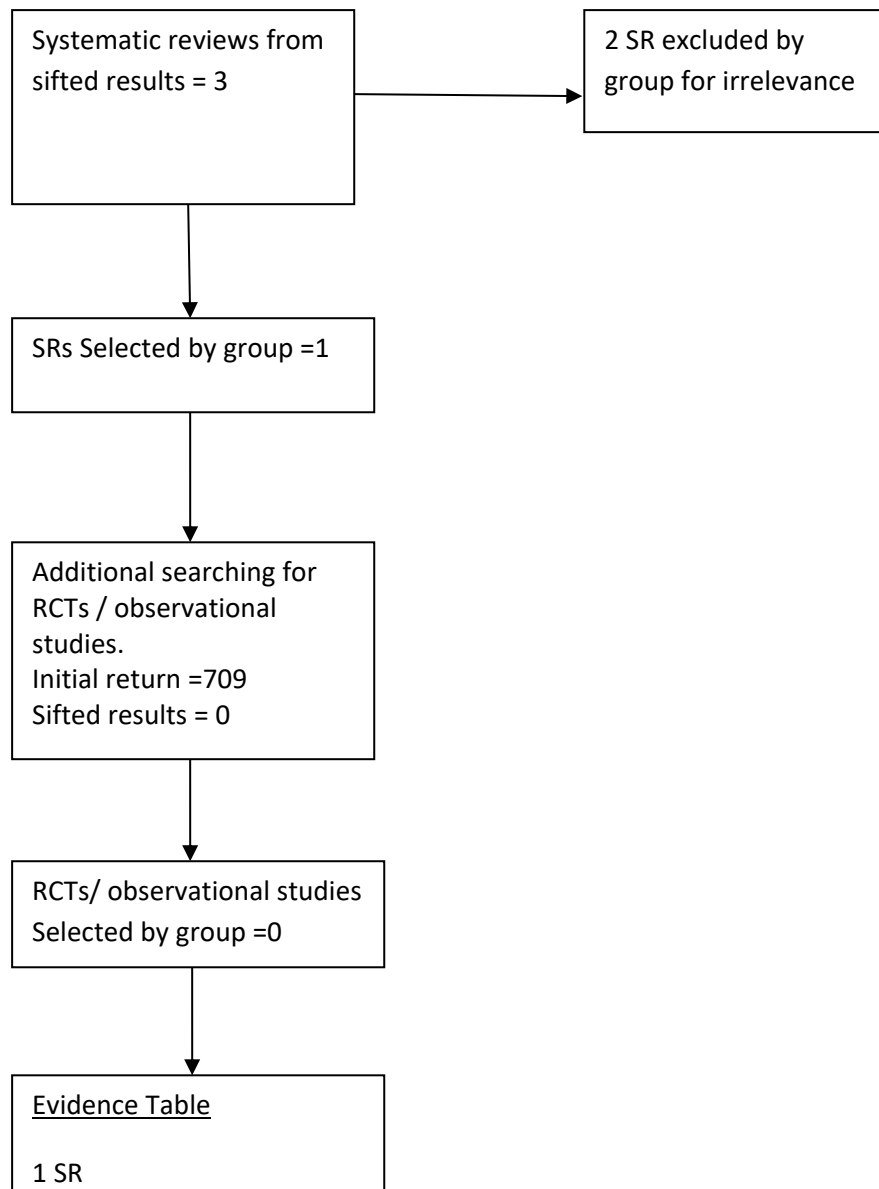 Systematic reviews from
sifted results = 3
2 SR excluded by
group for irrelevance
SRs Selected by group =1
Additional searching for
RCTs / observational
studies.
Initial return =709
Sifted results = 0
RCTs/ observational studies
Selected by group =0
Evidence Table
1 SR